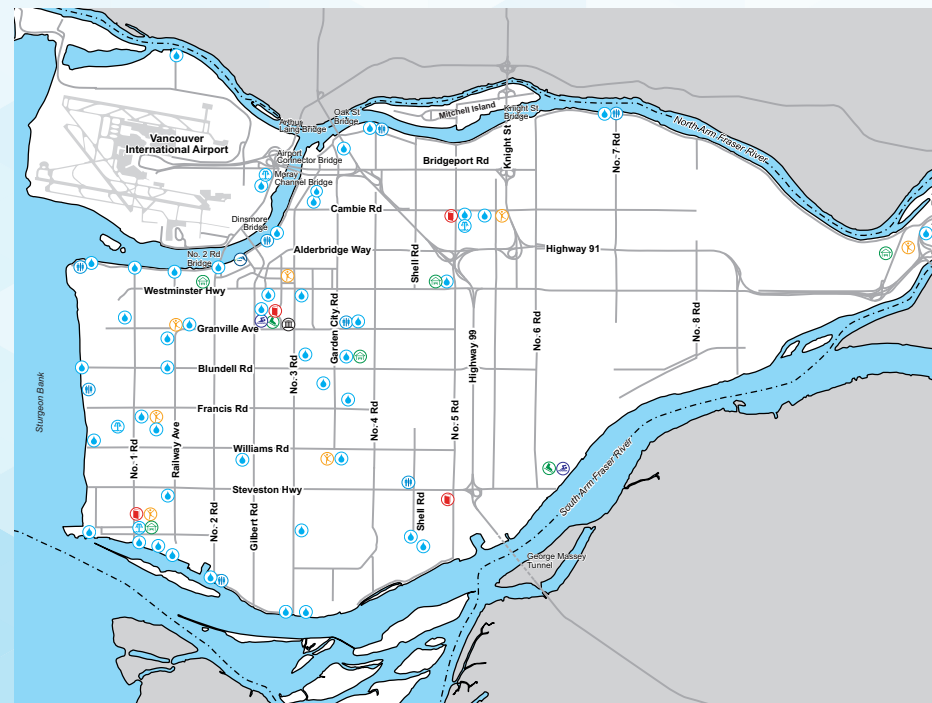 Oak St
Bridge
Mitchell Island
Knight St
Bridge
Arthur
Laing Bridge
North Arm Fraser River
Vancouver
International Airport
Knight St
No. 7 Rd
Airport
Connector Bridge
Bridgeport Rd
Moray
Channel Bridge
Cambie Rd
Dinsmore
Bridge
Alderbridge Way
Highway 91
No. 2 Rd
Bridge
Shell Rd
Westminster Hwy
Garden City Rd
No. 6 Rd
No. 8 Rd
Granville Ave
Highway 99
No. 3 Rd
Blundell Rd
Sturgeon Bank
Francis Rd
No. 4 Rd
No. 5 Rd
No. 1 Rd
Railway Ave
Williams Rd
South Arm Fraser River
Steveston Hwy
No. 2 Rd
Gilbert Rd
Shell Rd
George Massey
Tunnel